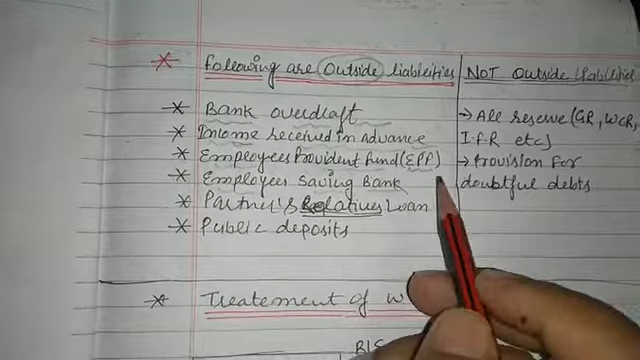 * Following are Outside liabilities
* Bank overdraft
* Income received in Advance
* Employees Provident Fund (EPF)
* Employees Saving Bank
* Partner's Relatives Loan
* Public deposits
NOT Outside liabilities
→ All reserve (GR, WCR,
I.F.R etc)
→ Provision for
doubtful debts
* Treatement of W
B|S